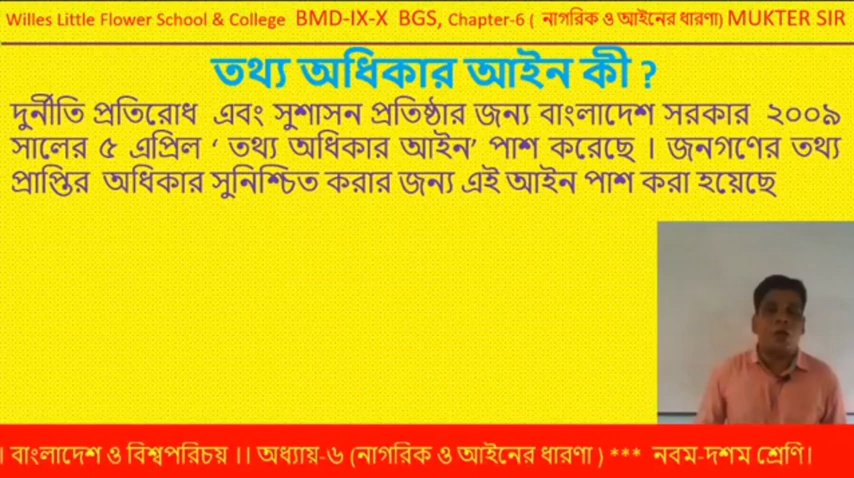 Willes Little Flower School & College BMD-IX-X BGS, Chapter-6 ( নাগরিক ও আইনের ধারণা) MUKTER SIR
তথ্য অধিকার আইন কী ?
দুর্নীতি প্রতিরোধ এবং সুশাসন প্রতিষ্ঠার জন্য বাংলাদেশ সরকার ২০০৯
সালের ৫ এপ্রিল ‘ তথ্য অধিকার আইন’ পাশ করেছে । জনগণের তথ্য
প্রাপ্তির অধিকার সুনিশ্চিত করার জন্য এই আইন পাশ করা হয়েছে
। বাংলাদেশ ও বিশ্বপরিচয় ।। অধ্যায়-৬ (নাগরিক ও আইনের ধারণা ) *** নবম-দশম শ্রেণি।